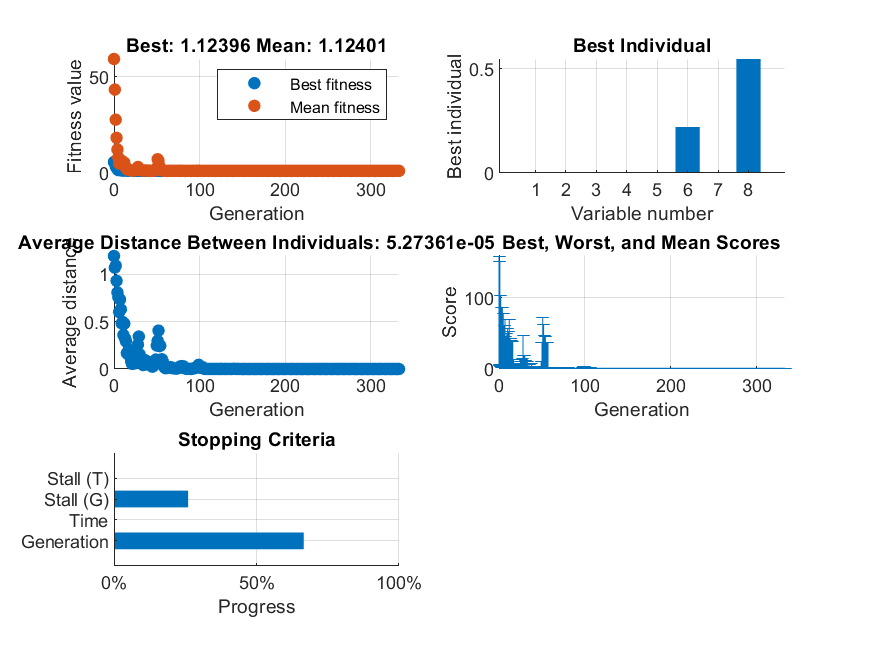 Best: 1.12396 Mean: 1.12401
Fitness value
50
0
Best fitness
Mean fitness
0 100 200 300
Generation
Best Individual
Best individual
0.5
0
1 2 3 4 5 6 7 8
Variable number
Average Distance Between Individuals: 5.27361e-05
Average distance
1
0.5
0
0 100 200 300
Generation
Best, Worst, and Mean Scores
Score
100
0
0 100 200 300
Generation
Stopping Criteria
Stall (T)
Stall (G)
Time
Generation
0% 50% 100%
Progress